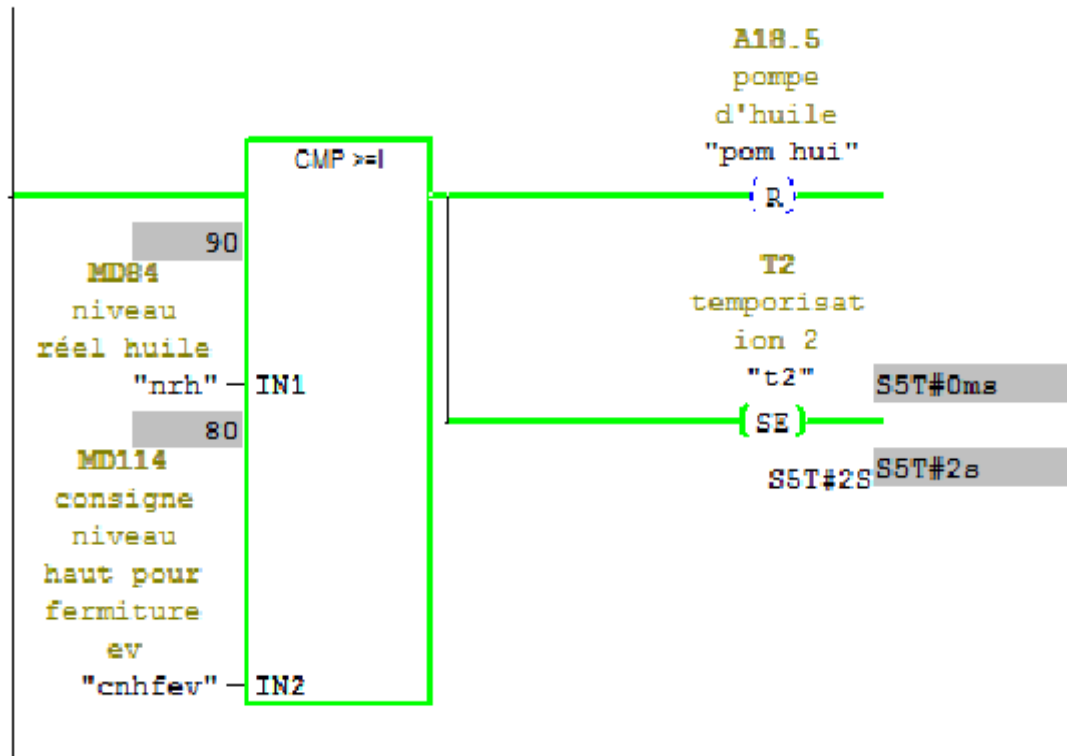 CMP >=I
90
MD84
niveau
réel huile
"nrh"
IN1
80
MD114
consigne
niveau
haut pour
fermiture
ev
"cnhfev"
IN2
A18.5
pompe
d'huile
"pom hui"
R
T2
temporisat
ion 2
"t2"
S5T#0ms
SE
S5T#2S
S5T#2s